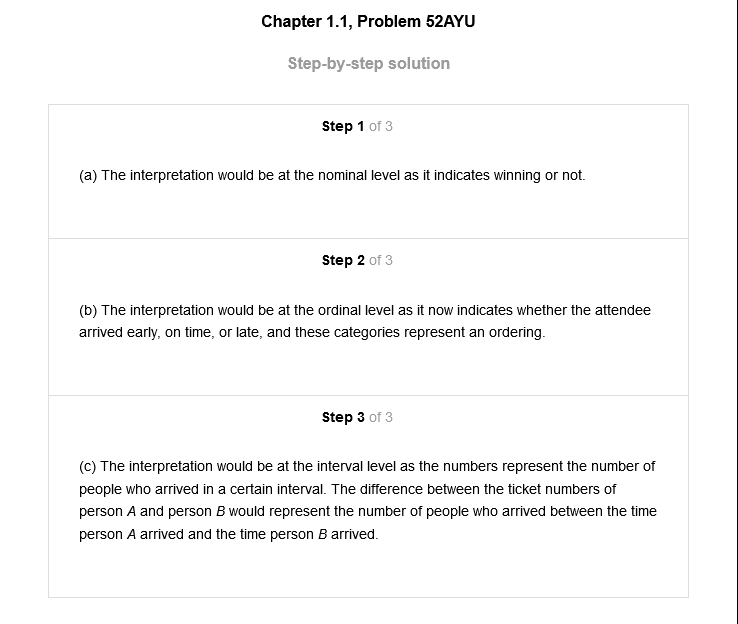 Chapter 1.1, Problem 52AYU
Step-by-step solution
Step 1 of 3
(a) The interpretation would be at the nominal level as it indicates winning or not.
Step 2 of 3
(b) The interpretation would be at the ordinal level as it now indicates whether the attendee
arrived early, on time, or late, and these categories represent an ordering.
Step 3 of 3
(c) The interpretation would be at the interval level as the numbers represent the number of
people who arrived in a certain interval. The difference between the ticket numbers of
person A and person B would represent the number of people who arrived between the time
person A arrived and the time person B arrived.